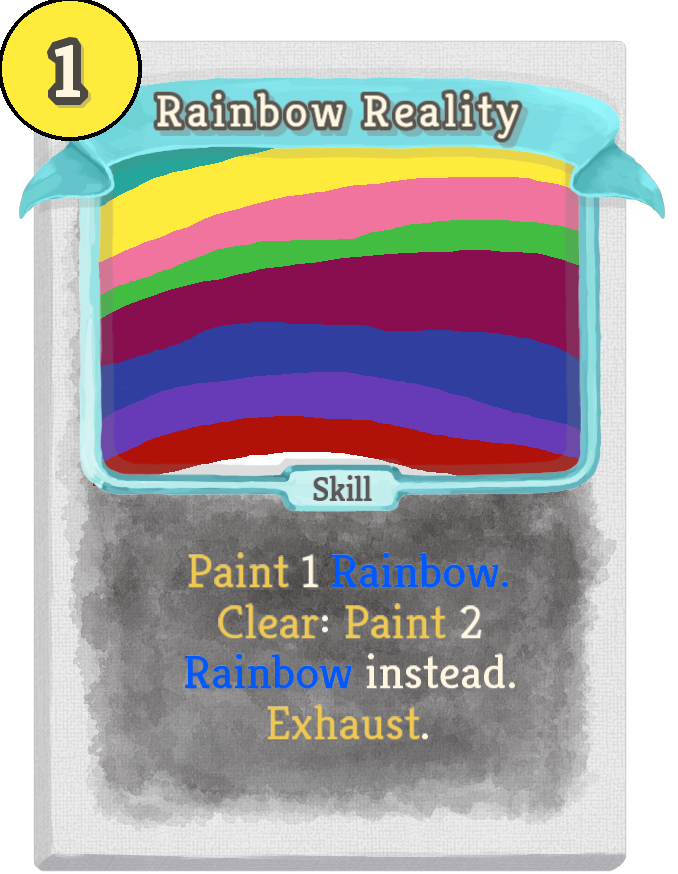 1
Rainbow Reality
Skill
Paint 1 Rainbow.
Clear: Paint 2
Rainbow instead.
Exhaust.